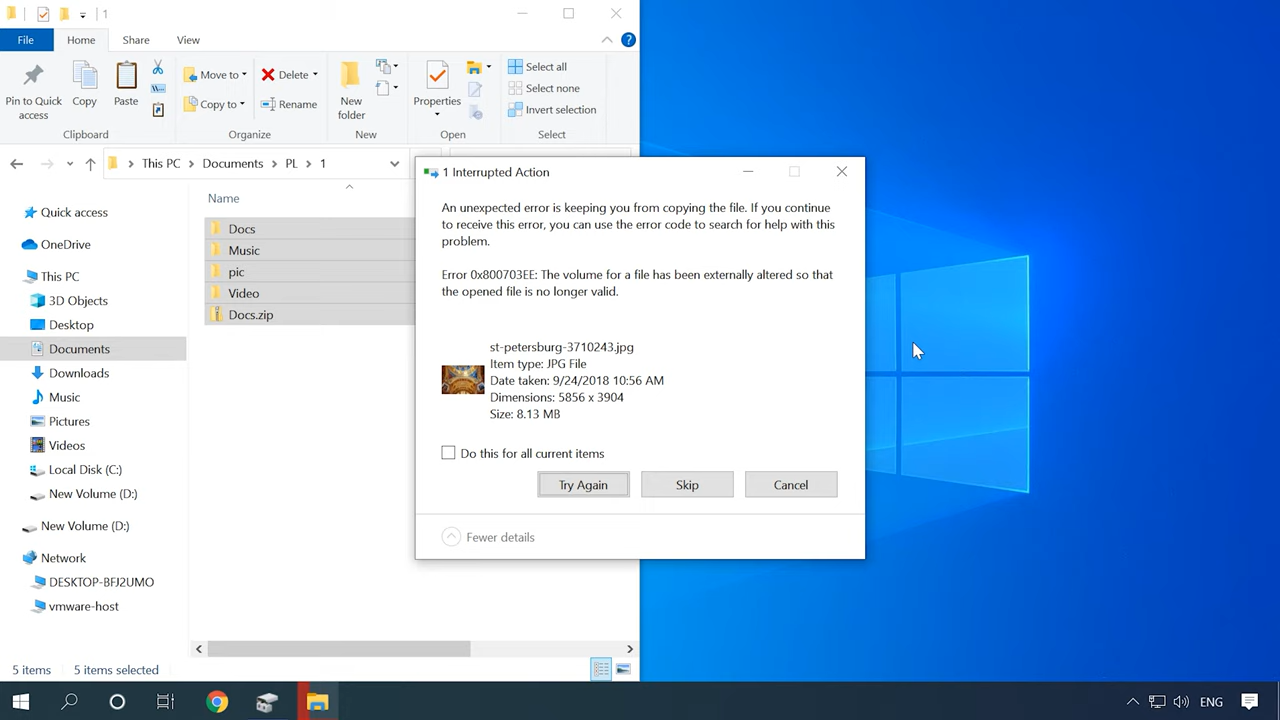 1
File
Home
Share
View
Pin to Quick
access
Copy
Paste
Move to
Copy to
Delete
Rename
New
folder
Properties
Select all
Select none
Invert selection
Clipboard
Organize
New
Open
Select
This PC
Documents
PL
1
Name
Quick access
OneDrive
This PC
3D Objects
Desktop
Documents
Downloads
Music
Pictures
Videos
Local Disk (C:)
New Volume (D:)
New Volume (D:)
Network
DESKTOP-BFJ2UMO
vmware-host
Docs
Music
pic
Video
Docs.zip
1 Interrupted Action
An unexpected error is keeping you from copying the file. If you continue
to receive this error, you can use the error code to search for help with this
problem.
Error 0x800703EE: The volume for a file has been externally altered so that
the opened file is no longer valid.
st-petersburg-3710243.jpg
Item type: JPG File
Date taken: 9/24/2018 10:56 AM
Dimensions: 5856 x 3904
Size: 8.13 MB
Do this for all current items
Try Again
Skip
Cancel
Fewer details
5 items
5 items selected
ENG